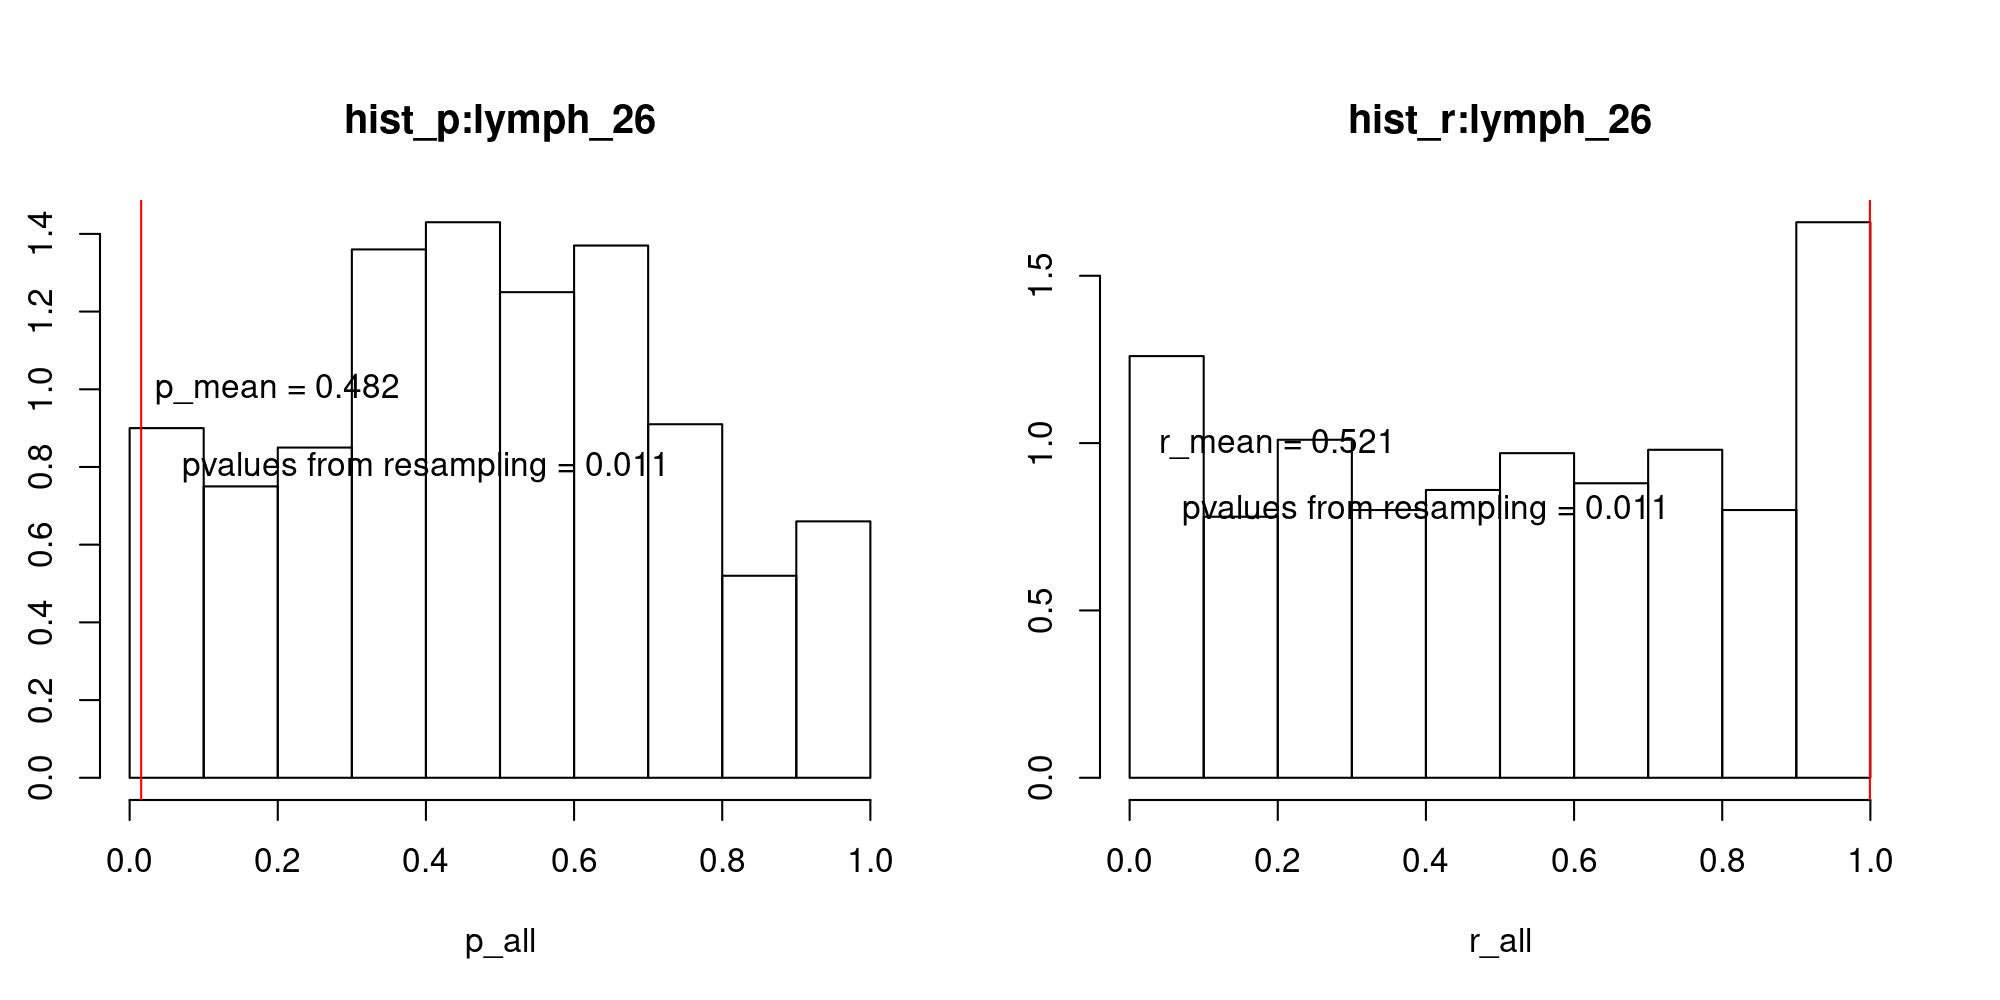 hist_p:lymph_26
1.4
1.2
1.0
0.8
0.6
0.4
0.2
0.0
p_mean = 0.482
pvalues from resampling = 0.011
0.0 0.2 0.4 0.6 0.8 1.0
p_all
hist_r:lymph_26
1.5
1.0
0.5
0.0
r_mean = 0.521
pvalues from resampling = 0.011
0.0 0.2 0.4 0.6 0.8 1.0
r_all